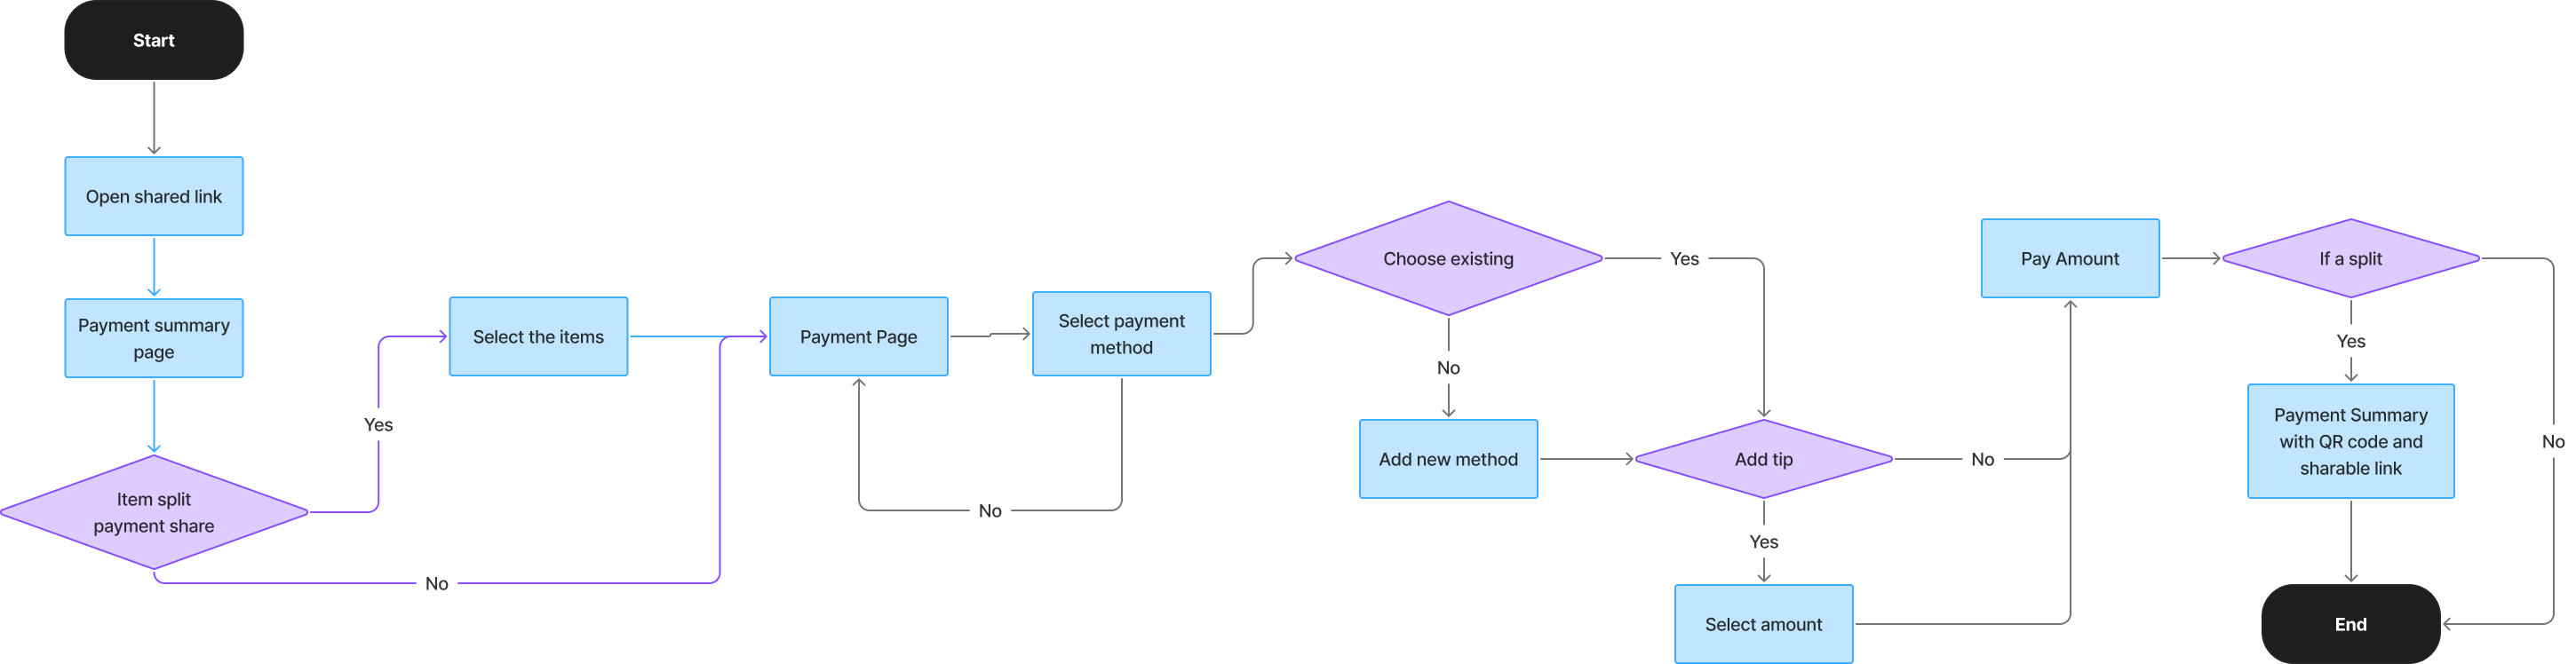 Start
Open shared link
Payment summary
page
Item split
payment share
Yes
No
Select the items
Payment Page
Select payment
method
No
Choose existing
Yes
No
Add new method
Add tip
No
Yes
Select amount
Pay Amount
If a split
Yes
No
Payment Summary
with QR code and
sharable link
End